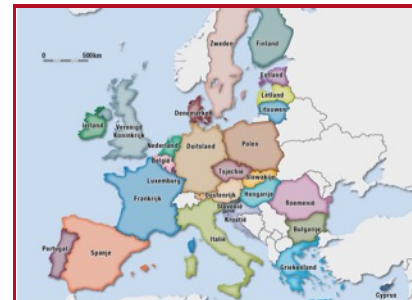 Zweden
Finland
0 500km
Estland
Letland
Litouwen
Denemarken
Ierland
Verenigd
Koninkrijk
Nederland
Polen
Duitsland
België
Luxemburg
Tsjechië
Slowakije
Frankrijk
Oostenrijk
Hongarije
Slovenië
Kroatië
Roemenië
Italië
Bulgarije
Portugal
Spanje
Griekenland
Cyprus